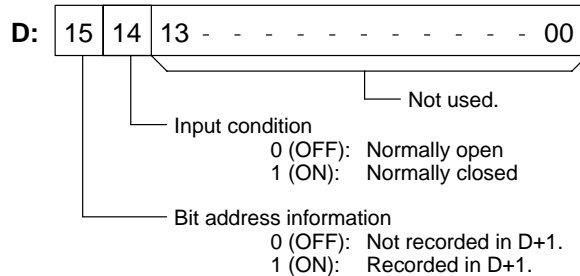 D: 15 14 13 - - - - - - - - - - - - 00
Not used.
Input condition
0 (OFF): Normally open
1 (ON): Normally closed
Bit address information
0 (OFF): Not recorded in D+1.
1 (ON): Recorded in D+1.